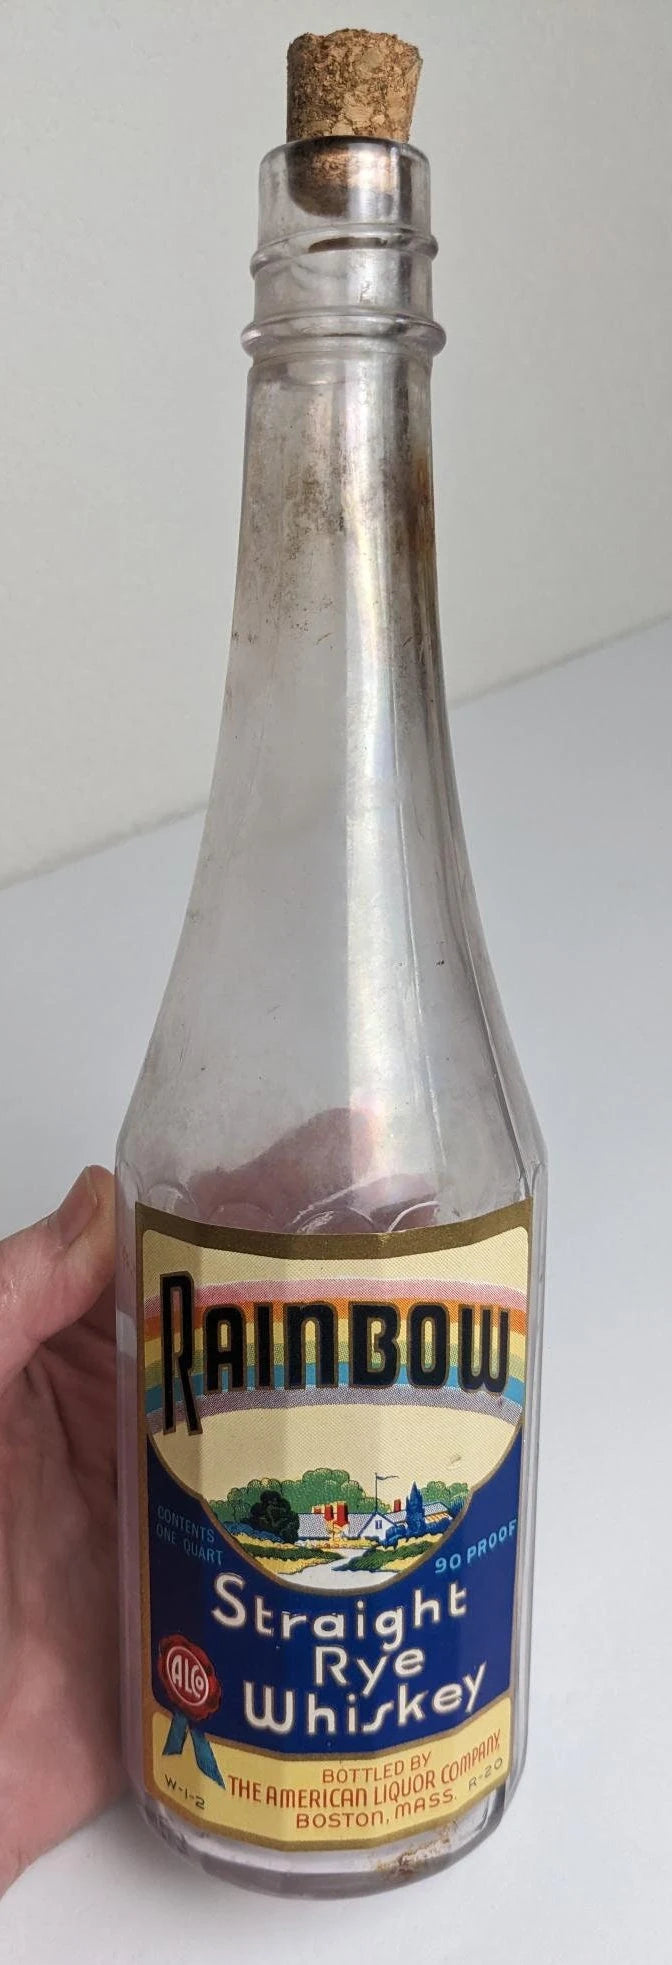 RAINBOW
CONTENTS
ONE QUART
90 PROOF
Straight
Rye
Whiskey
ALCO
BOTTLED BY
THE AMERICAN LIQUOR COMPANY
BOSTON, MASS.
W-1-2
R-20